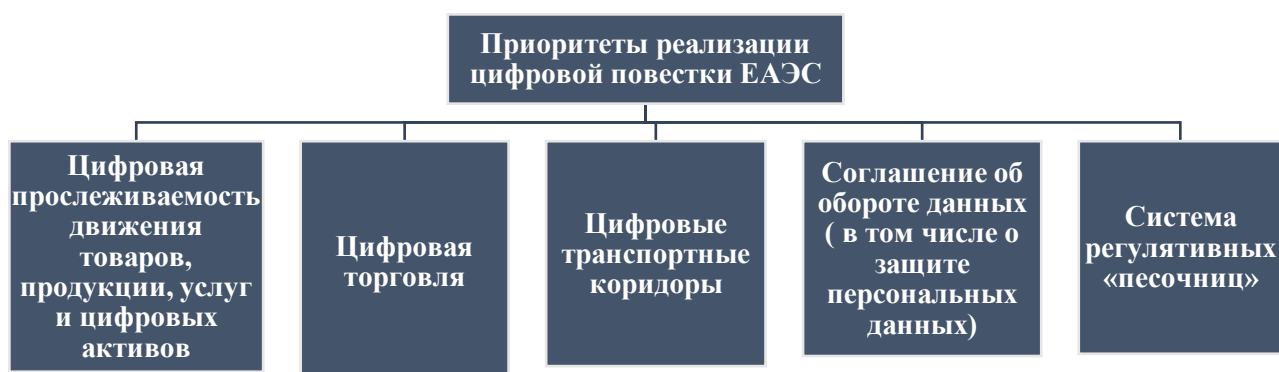 Приоритеты реализации
цифровой повестки ЕАЭС
Цифровая
прослеживаемость
движения
товаров,
продукции, услуг
и цифровых
активов
Цифровая
торговля
Цифровые
транспортные
коридоры
Соглашение об
обороте данных
( в том числе о
защите
персональных
данных)
Система
регулятивных
«песочниц»